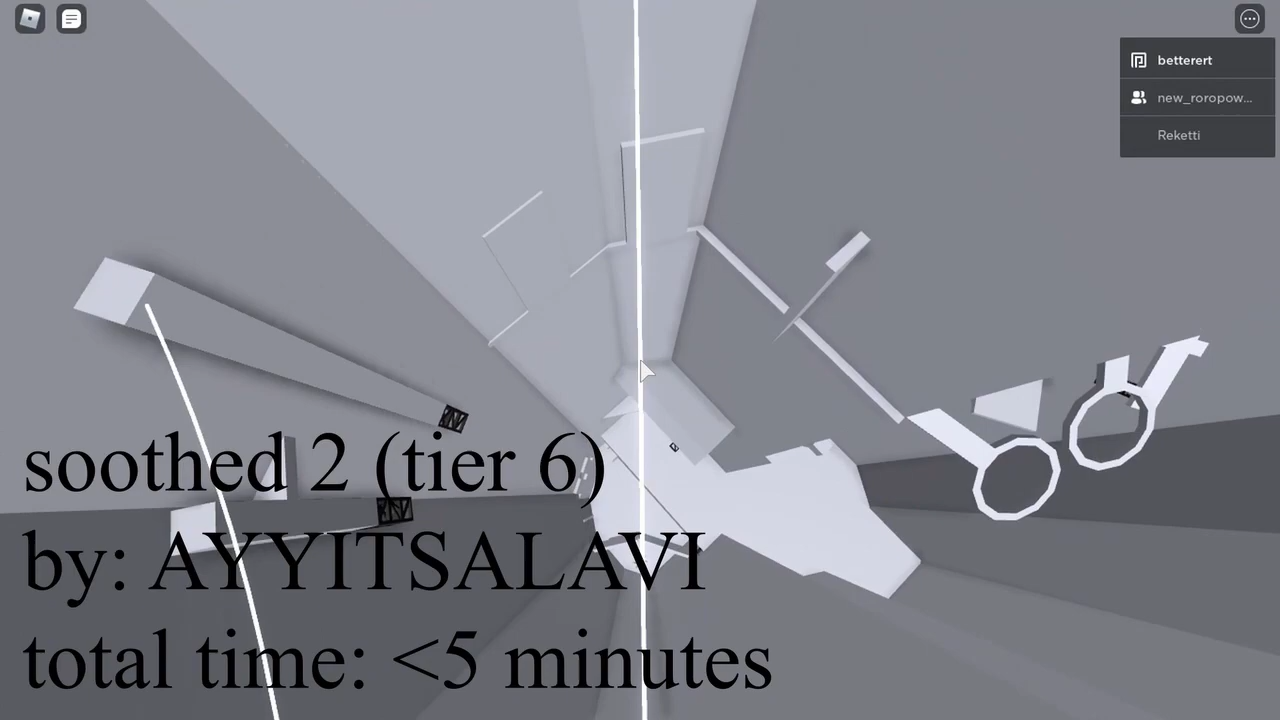 betterert
new_roropow...
Reketti
soothed 2 (tier 6)
by: AYYITSALAVI
total time: <5 minutes